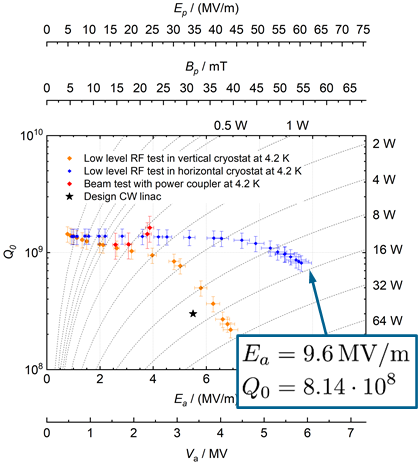 E_p / (MV/m)
0 5 10 15 20 25 30 35 40 45 50 55 60 65 70 75
B_p / mT
0 5 10 15 20 25 30 35 40 45 50 55 60 65 70 75 80
0.5 W 1 W
10^10
2 W
Low level RF test in vertical cryostat at 4.2 K
Low level RF test in horizontal cryostat at 4.2 K
Beam test with power coupler at 4.2 K
Design CW linac
4 W
8 W
Q_0
10^9
16 W
32 W
64 W
10^8
E_a = 9.6 MV/m
Q_0 = 8.14 · 10^8
0 2 4 6
E_a / (MV/m)
0 1 2 3 4 5 6 7
V_a / MV